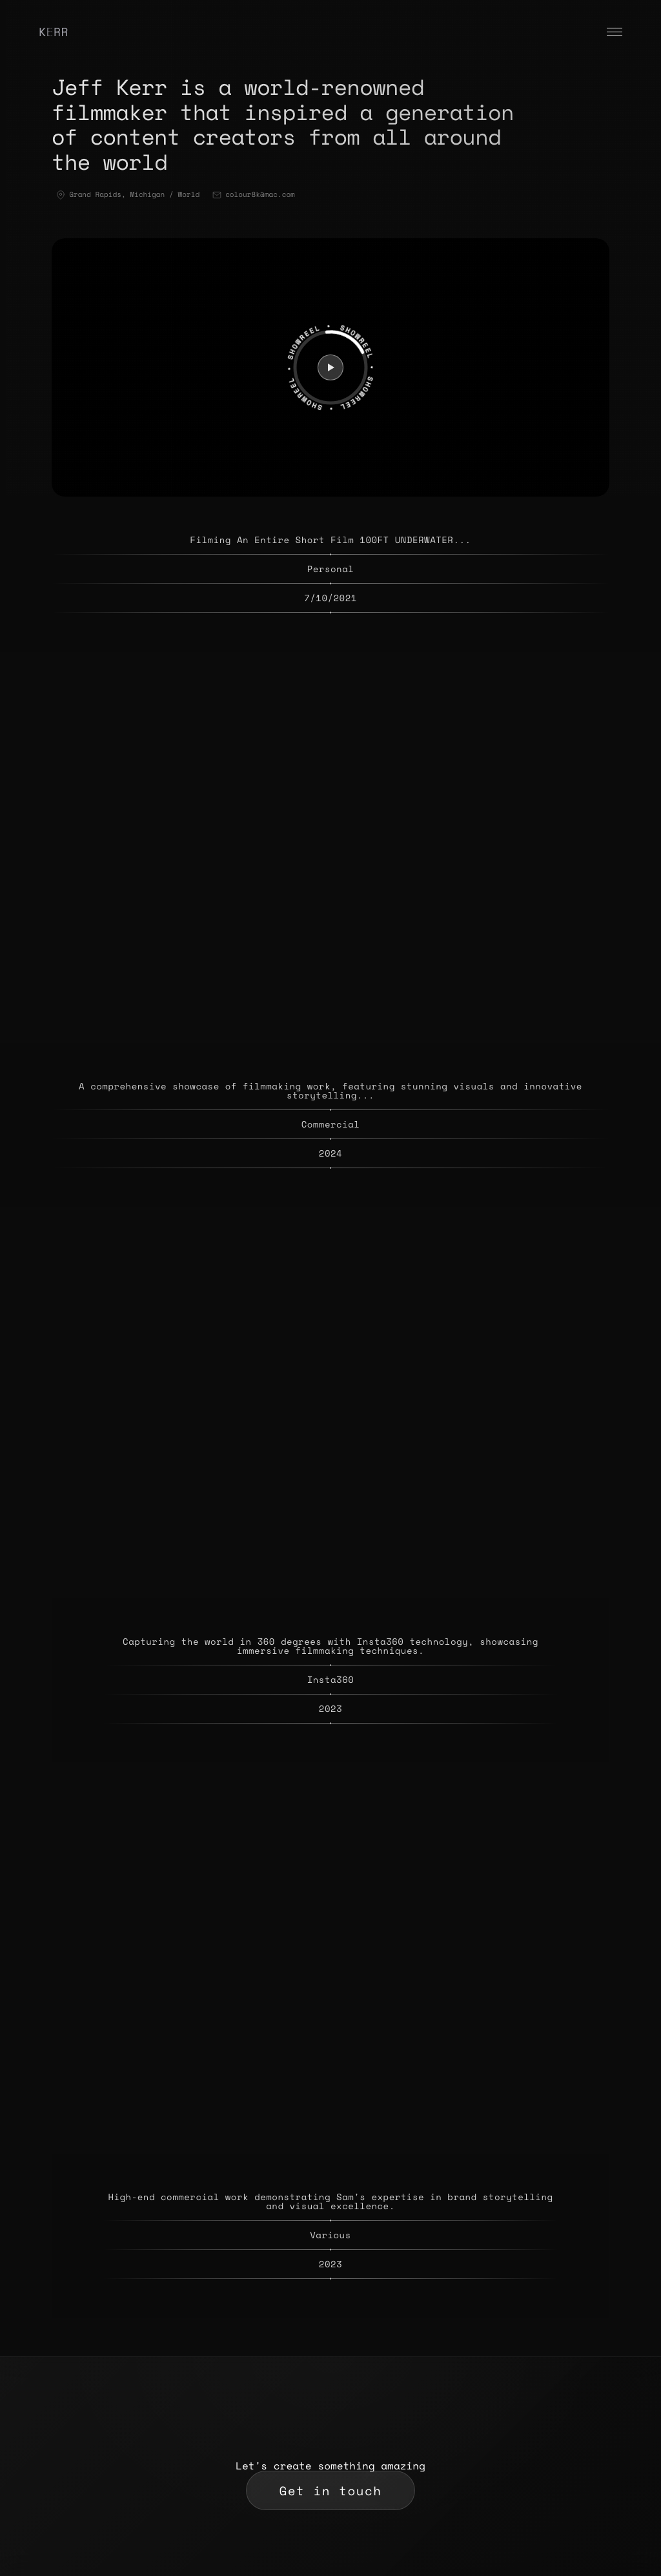 KERR
Jeff Kerr is a world-renowned
filmmaker that inspired a generation
of content creators from all around
the world
Grand Rapids, Michigan / World colour8k@mac.com
SHOWREEL • SHOWREEL • SHOWREEL • SHOWREEL •
Filming An Entire Short Film 100FT UNDERWATER...
Personal
7/10/2021
A comprehensive showcase of filmmaking work, featuring stunning visuals and innovative
storytelling...
Commercial
2024
Capturing the world in 360 degrees with Insta360 technology, showcasing
immersive filmmaking techniques.
Insta360
2023
High-end commercial work demonstrating Sam's expertise in brand storytelling
and visual excellence.
Various
2023
Let's create something amazing
Get in touch